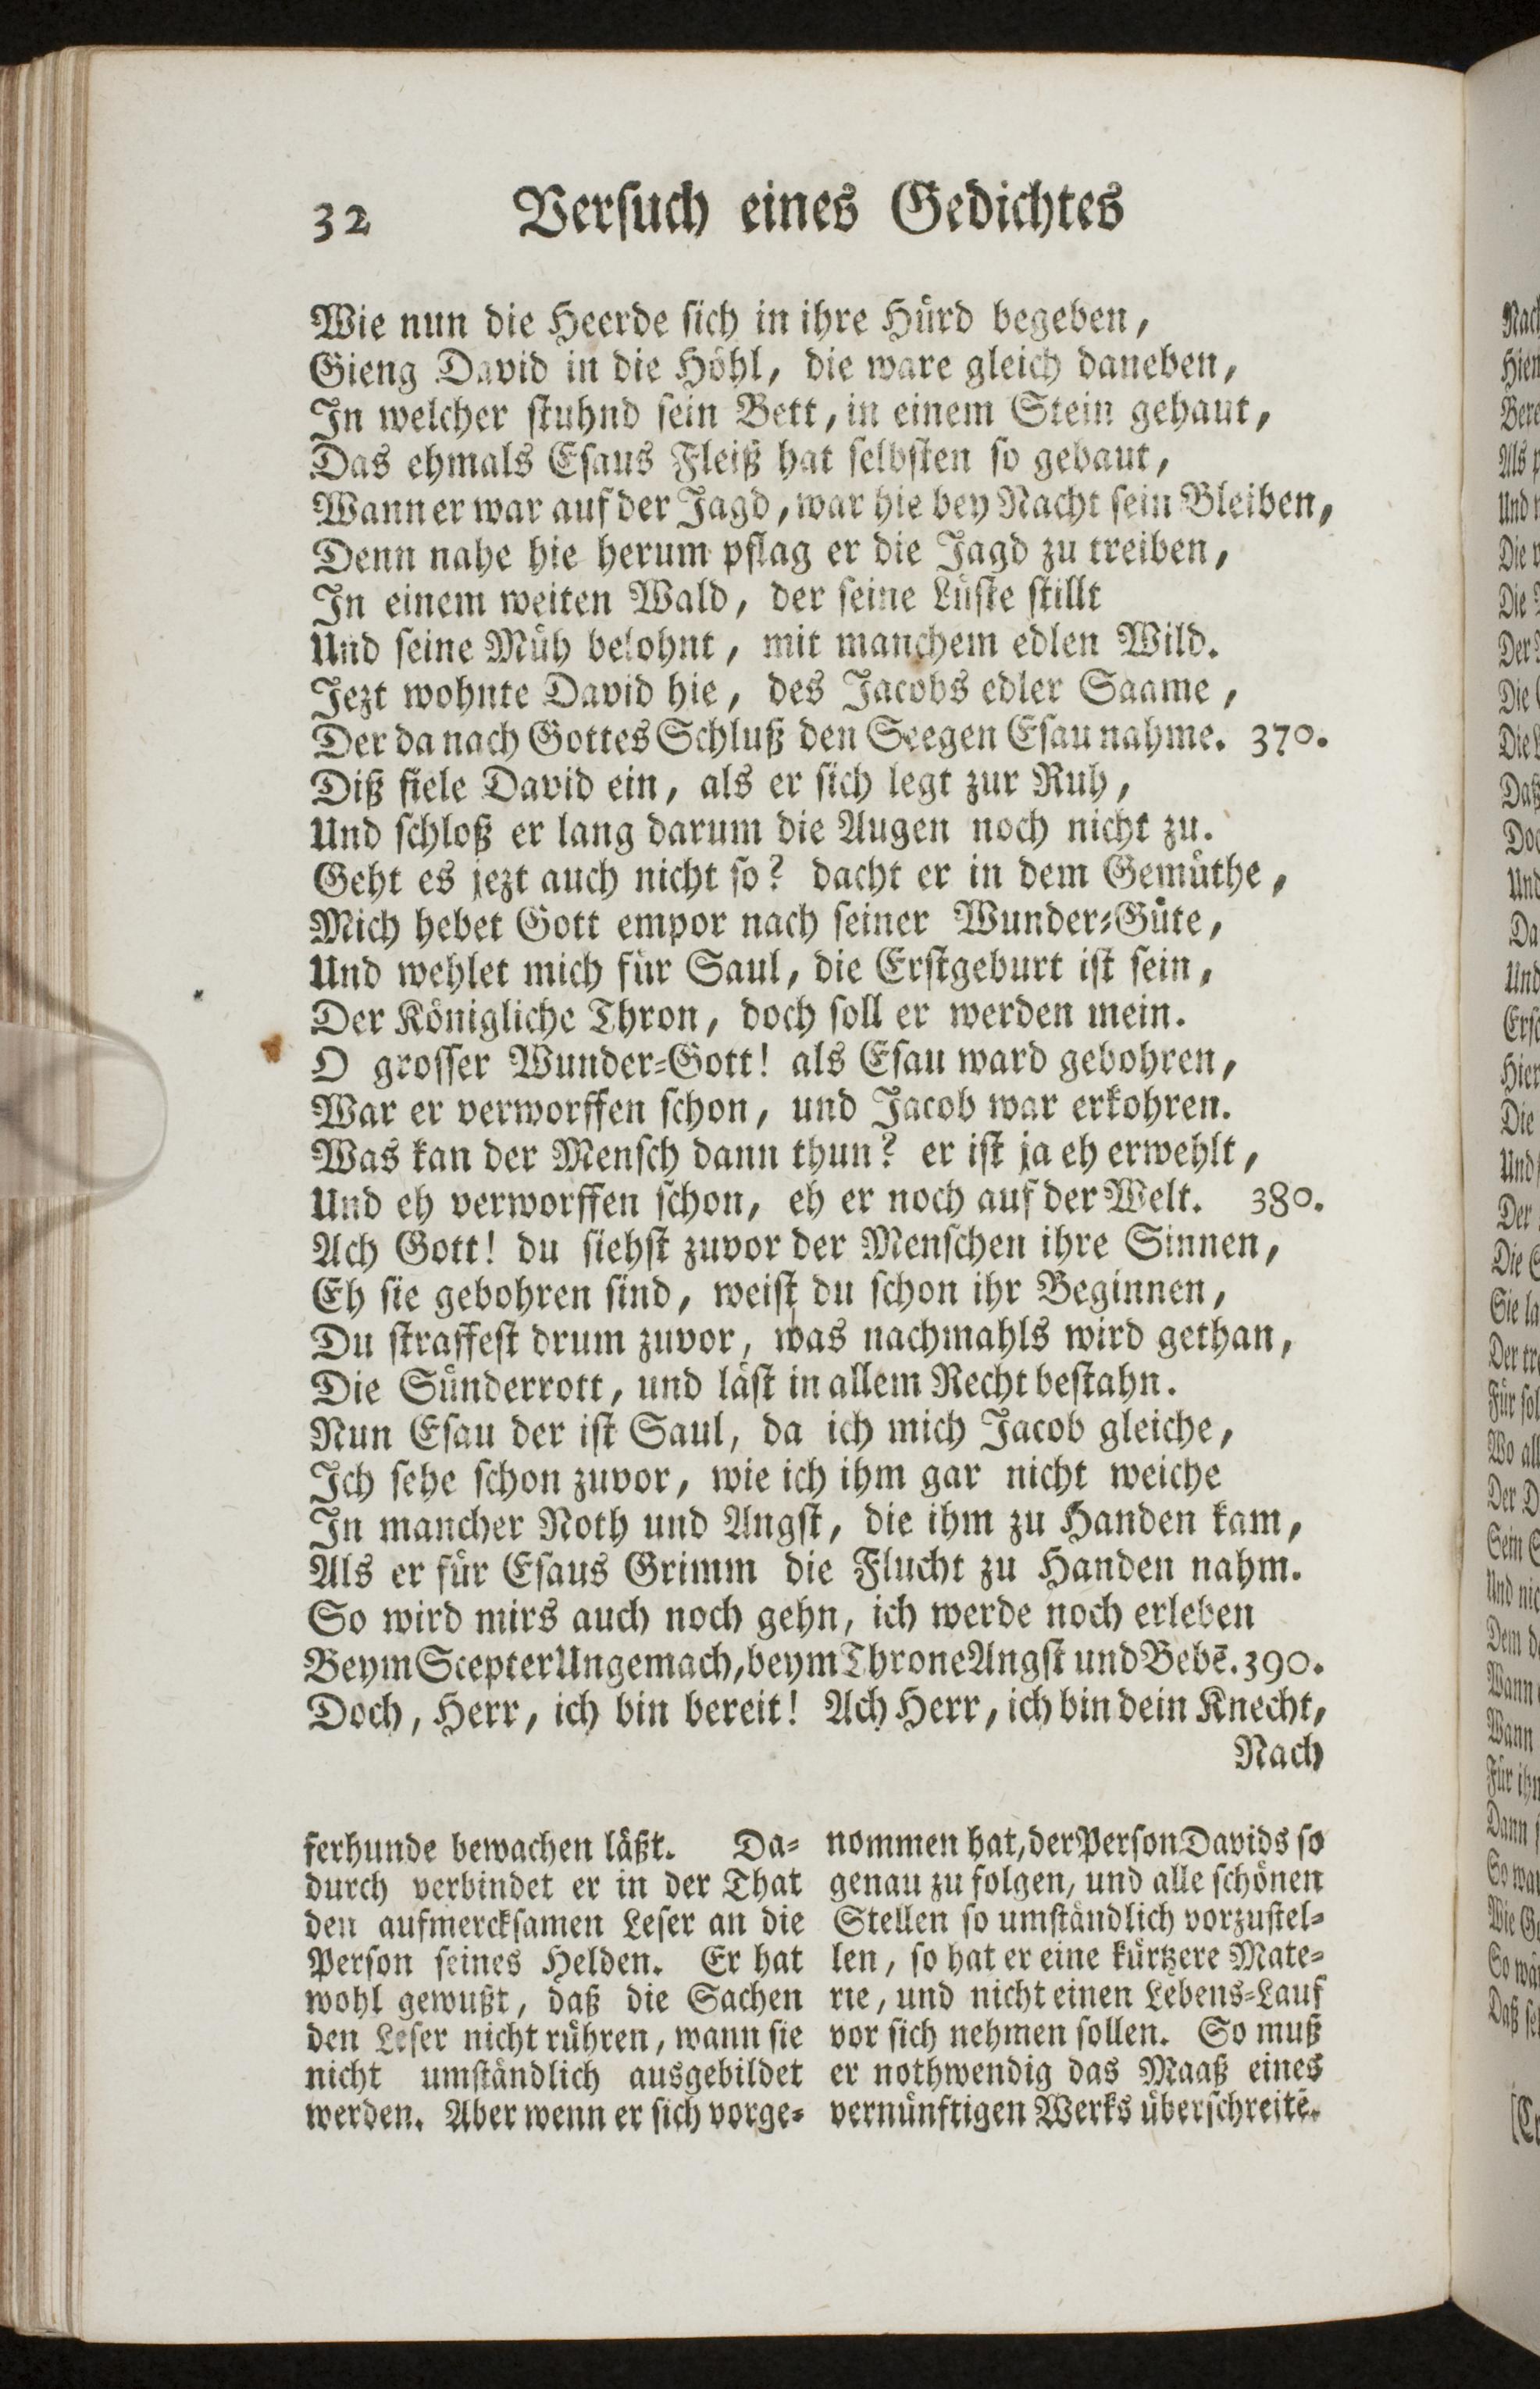 32 Versuch eines Gedichtes
Wie nun die Heerde sich in ihre Hürd begeben,
Gieng David in die Höhl, die ware gleich daneben,
In welcher stuhnd sein Bett, in einem Stein gehaut,
Das ehmals Esaus Fleiß hat selbsten so gebaut,
Wann er war auf der Jagd, war hie bey Nacht sein Bleiben,
Denn nahe hie herum pflag er die Jagd zu treiben,
In einem weiten Wald, der seine Lüste stillt
Und seine Müh belohnt, mit manchem edlen Wild.
Jezt wohnte David hie, des Jacobs edler Saame,
Der da nach Gottes Schluß den Seegen Esau nahme. 370.
Diß fiele David ein, als er sich legt zur Ruh,
Und schloß er lang darum die Augen noch nicht zu.
Geht es jezt auch nicht so? dacht er in dem Gemüthe,
Mich hebet Gott empor nach seiner Wunder-Güte,
Und wehlet mich für Saul, die Erstgeburt ist sein,
Der Königliche Thron, doch soll er werden mein.
O grosser Wunder-Gott! als Esau ward gebohren,
War er verworffen schon, und Jacob war erkohren.
Was kan der Mensch dann thun? er ist ja eh erwehlt,
Und eh verworffen schon, eh er noch auf der Welt. 380.
Ach Gott! du siehst zuvor der Menschen ihre Sinnen,
Eh sie gebohren sind, weist du schon ihr Beginnen,
Du straffest drum zuvor, was nachmahls wird gethan,
Die Sünderrott, und läst in allem Recht bestahn.
Nun Esau der ist Saul, da ich mich Jacob gleiche,
Ich sehe schon zuvor, wie ich ihm gar nicht weiche
In mancher Noth und Angst, die ihm zu Handen kam,
Als er für Esaus Grimm die Flucht zu Handen nahm.
So wird mirs auch noch gehn, ich werde noch erleben
Beym Scepter Ungemach, beym Throne Angst und Bebē. 390.
Doch, Herr, ich bin bereit! Ach Herr, ich bin dein Knecht,
Nach
ferhunde bewachen läßt. Da-
durch verbindet er in der That
den aufmercksamen Leser an die
Person seines Helden. Er hat
wohl gewußt, daß die Sachen
den Leser nicht rühren, wann sie
nicht umständlich ausgebildet
werden. Aber wenn er sich vorge-
nommen hat, der Person Davids so
genau zu folgen, und alle schönen
Stellen so umständlich vorzustel-
len, so hat er eine kürtzere Mate-
rie, und nicht einen Lebens-Lauf
vor sich nehmen sollen. So muß
er nothwendig das Maaß eines
vernünftigen Werks überschreitē.